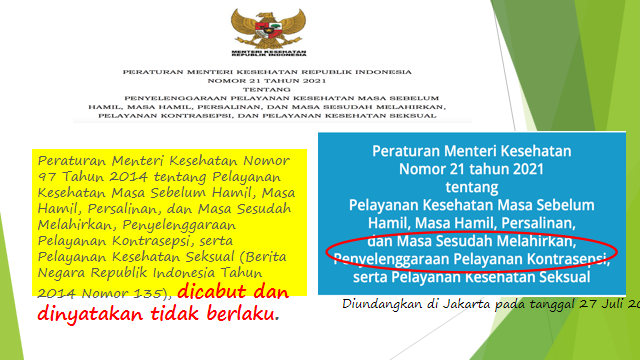 MENTERI KESEHATAN
REPUBLIK INDONESIA
PERATURAN MENTERI KESEHATAN REPUBLIK INDONESIA
NOMOR 21 TAHUN 2021
TENTANG
PENYELENGGARAAN PELAYANAN KESEHATAN MASA SEBELUM
HAMIL, MASA HAMIL, PERSALINAN, DAN MASA SESUDAH MELAHIRKAN,
PELAYANAN KONTRASEPSI, DAN PELAYANAN KESEHATAN SEKSUAL
Peraturan Menteri Kesehatan Nomor
97 Tahun 2014 tentang Pelayanan
Kesehatan Masa Sebelum Hamil, Masa
Hamil, Persalinan, dan Masa Sesudah
Melahirkan, Penyelenggaraan
Pelayanan Kontrasepsi, serta
Pelayanan Kesehatan Seksual (Berita
Negara Republik Indonesia Tahun
2014 Nomor 135), dicabut dan
dinyatakan tidak berlaku.
Peraturan Menteri Kesehatan
Nomor 21 tahun 2021
tentang
Pelayanan Kesehatan Masa Sebelum
Hamil, Masa Hamil, Persalinan,
dan Masa Sesudah Melahirkan,
Penyelenggaraan Pelayanan Kontrasepsi,
serta Pelayanan Kesehatan Seksual
Diundangkan di Jakarta pada tanggal 27 Juli